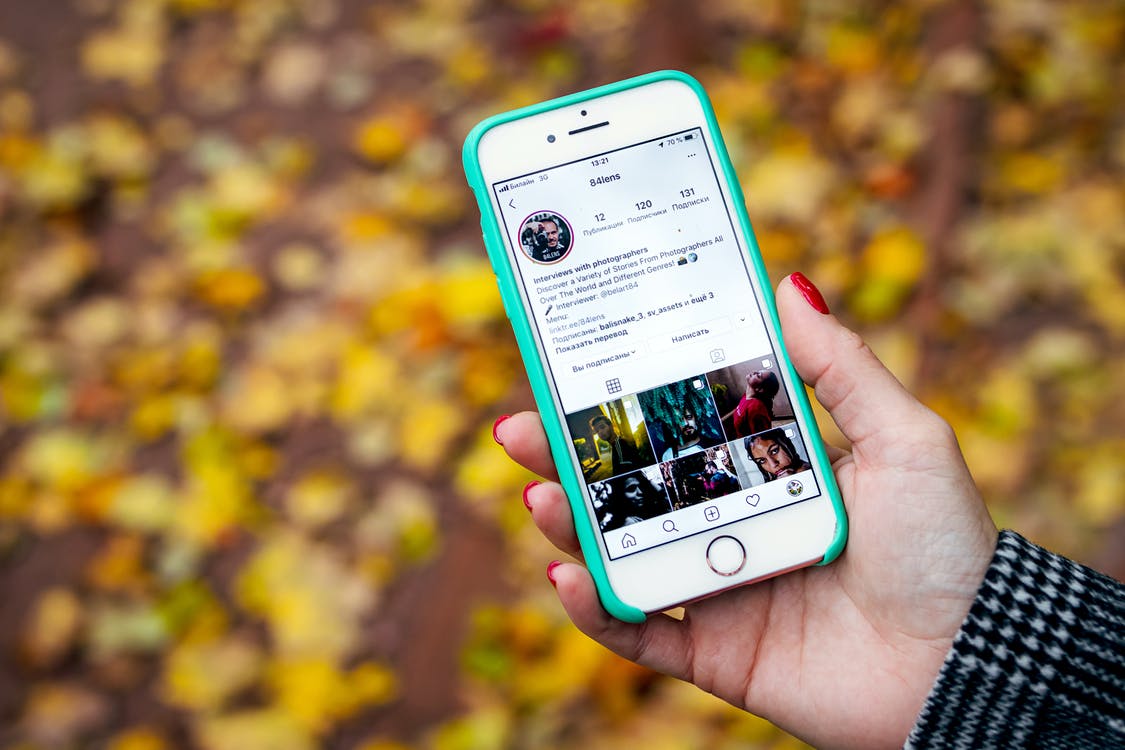 Билайн 3G 13:21 70 %
84lens
12 120 131
Публикации Подписчики Подписки
84LENS
Interviews with photographers
Discover a Variety of Stories From Photographers All
Over The World and Different Genres! 📸🌍
🎤 Interviewer: @belart84
Menu:
linktr.ee/84lens
Подписаны: balisnake_3, sv_assets и ещё 3
Показать перевод
Вы подписаны Написать